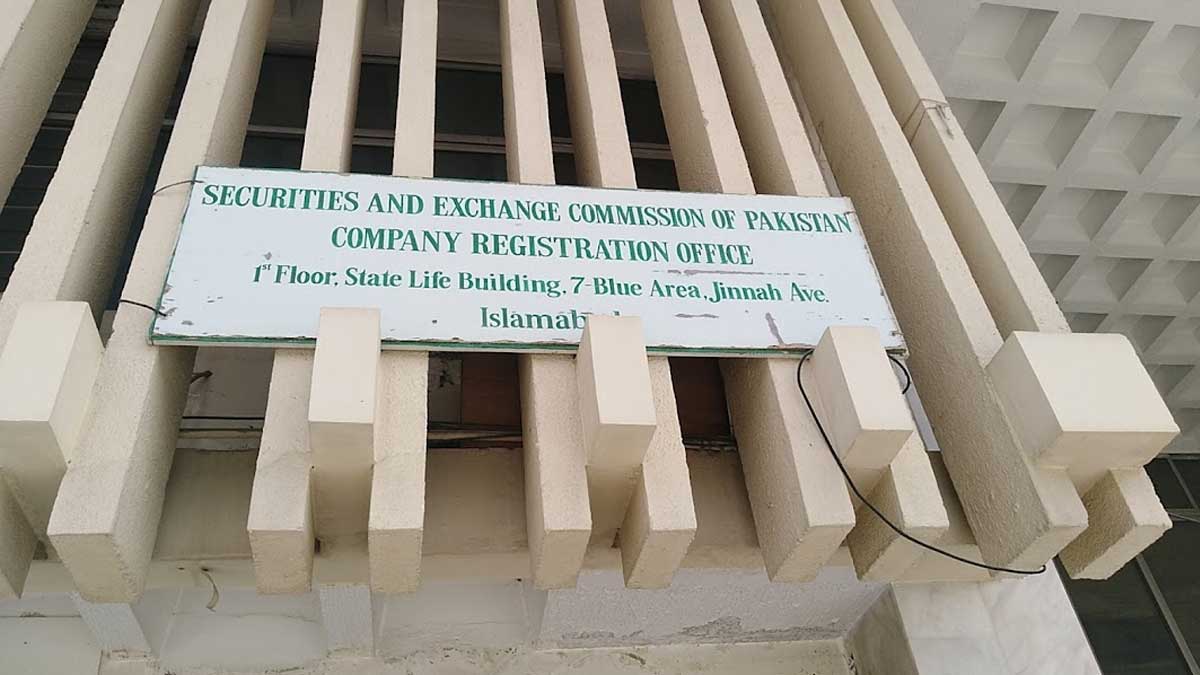 SECURITIES AND EXCHANGE COMMISSION OF PAKISTAN
COMPANY REGISTRATION OFFICE
1st Floor, State Life Building, 7-Blue Area, Jinnah Ave.
Islamabad